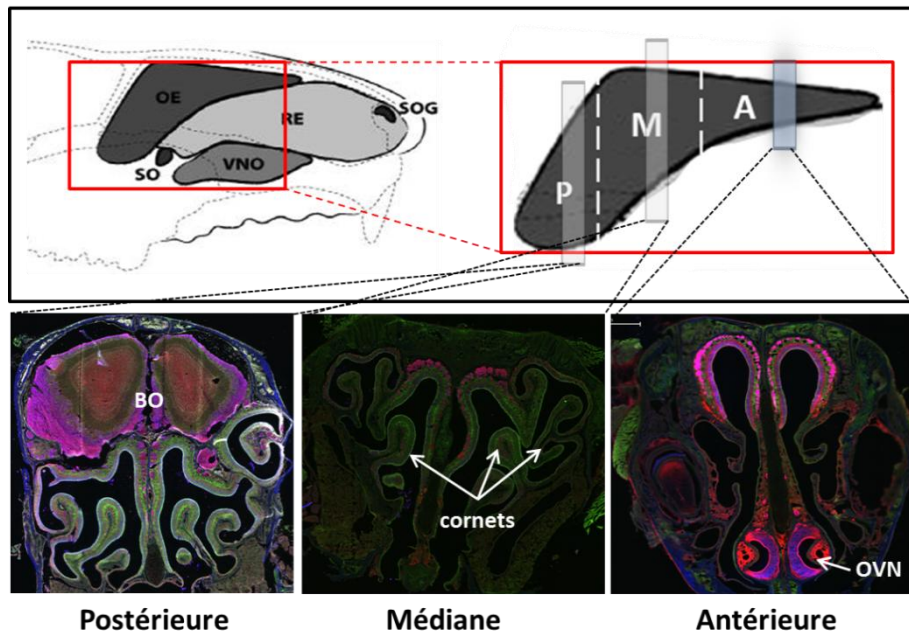 OE
RE
SOG
SO
VNO
P
M
A
BO
cornets
OVN
Postérieure
Médiane
Antérieure